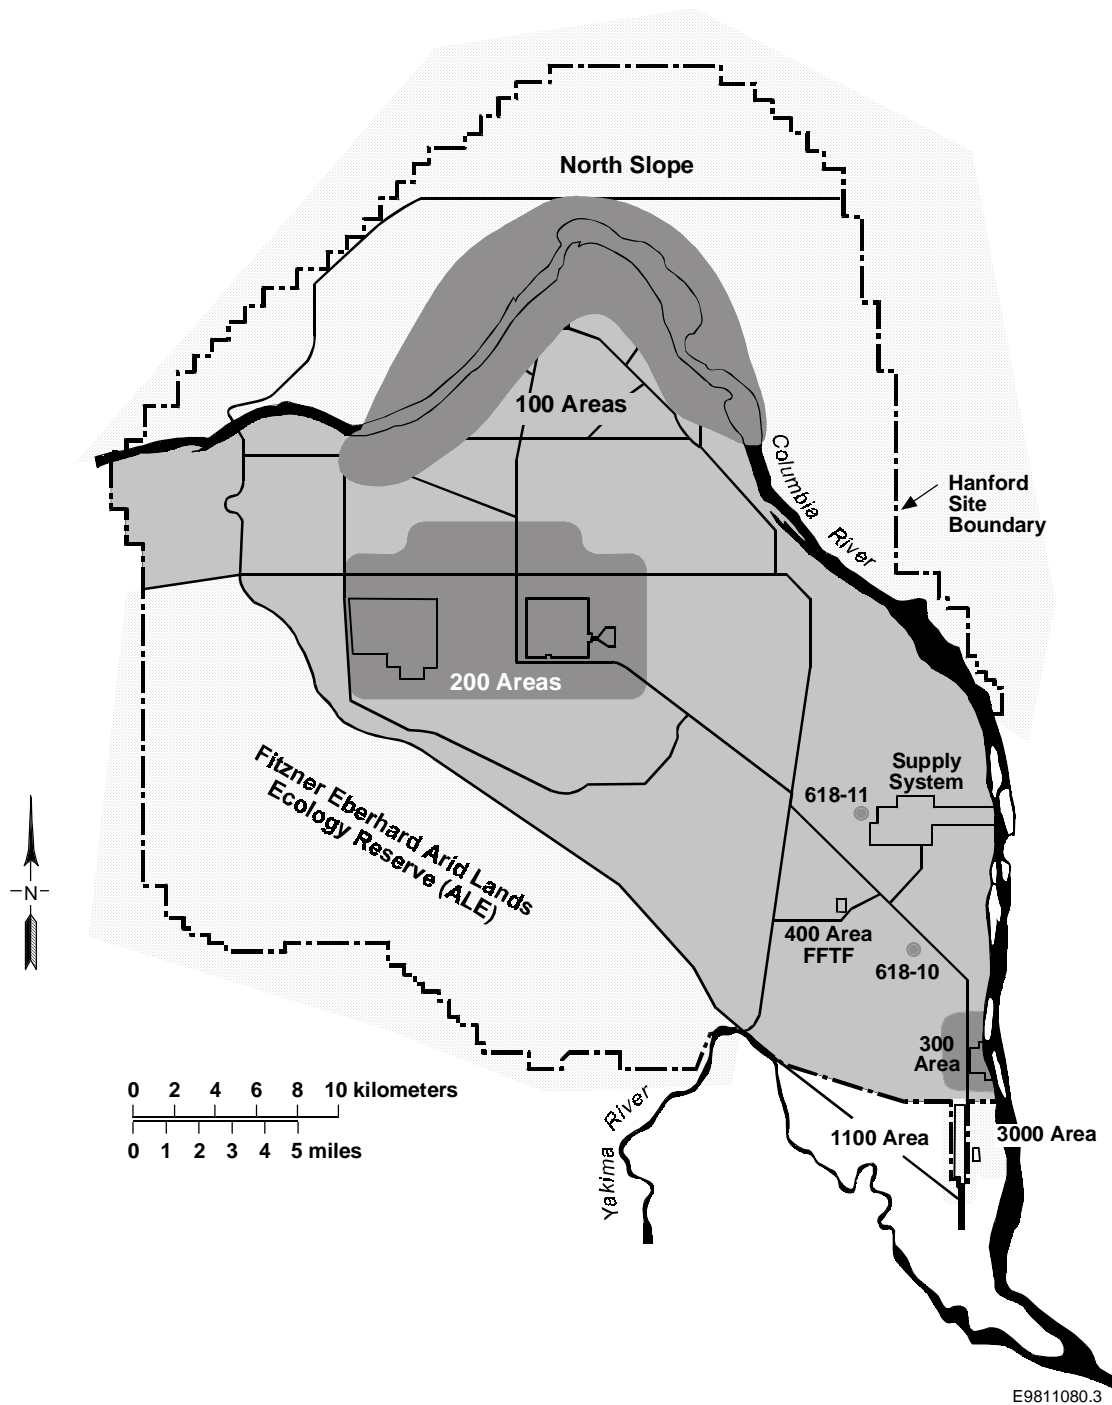 North Slope
100 Areas
Columbia River
Hanford
Site
Boundary
200 Areas
Fitzner Eberhard Arid Lands
Ecology Reserve (ALE)
Supply
System
618-11
N
400 Area
FFTF
618-10
300
Area
0 2 4 6 8 10 kilometers
0 1 2 3 4 5 miles
Yakima River
1100 Area
3000 Area
E9811080.3